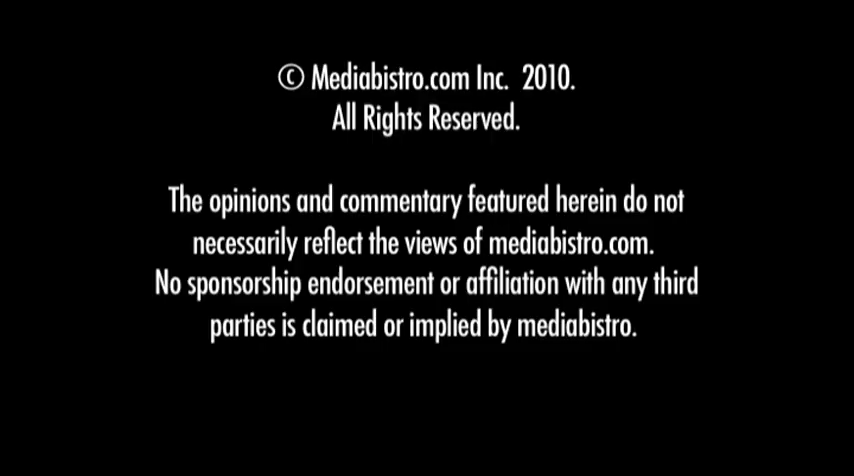 © Mediabistro.com Inc.  2010.
All Rights Reserved.
The opinions and commentary featured herein do not
necessarily reflect the views of mediabistro.com.
No sponsorship endorsement or affiliation with any third
parties is claimed or implied by mediabistro.